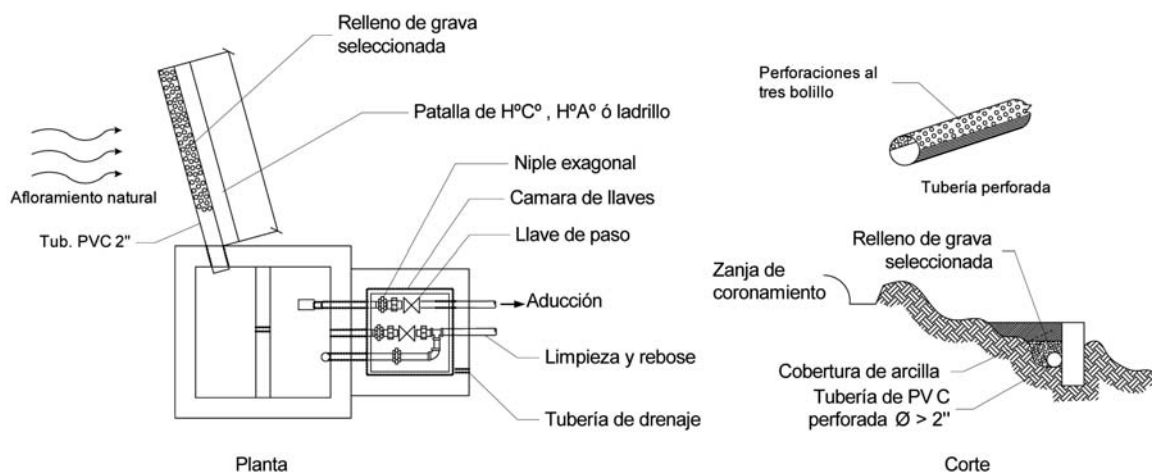 Relleno de grava
seleccionada
Patalla de HºCº , HºAº ó ladrillo
Niple exagonal
Camara de llaves
Llave de paso
Afloramiento natural
Tub. PVC 2"
Aducción
Limpieza y rebose
Tubería de drenaje
Planta
Perforaciones al
tres bolillo
Tubería perforada
Relleno de grava
seleccionada
Zanja de
coronamiento
Cobertura de arcilla
Tubería de PV C
perforada Ø > 2"
Corte